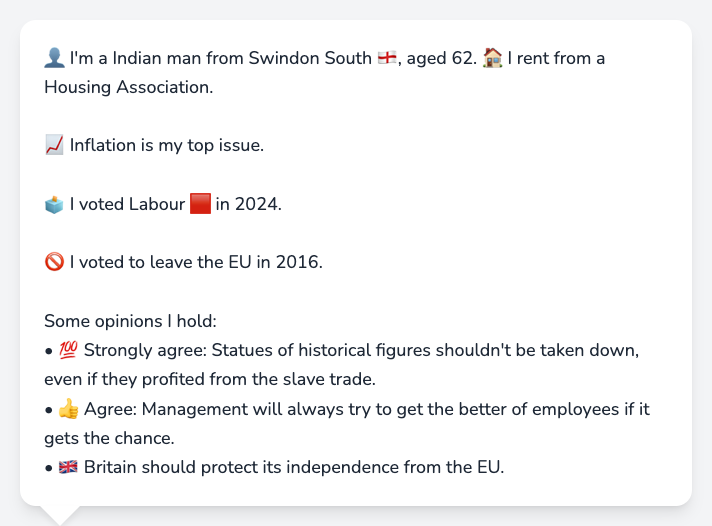 👤 I'm a Indian man from Swindon South 🏴󠁧󠁢󠁥󠁮󠁧󠁿, aged 62. 🏠 I rent from a
Housing Association.
📈 Inflation is my top issue.
🗳️ I voted Labour 🟥 in 2024.
🚫 I voted to leave the EU in 2016.
Some opinions I hold:
• 💯 Strongly agree: Statues of historical figures shouldn't be taken down,
even if they profited from the slave trade.
• 👍 Agree: Management will always try to get the better of employees if it
gets the chance.
• 🇬🇧 Britain should protect its independence from the EU.